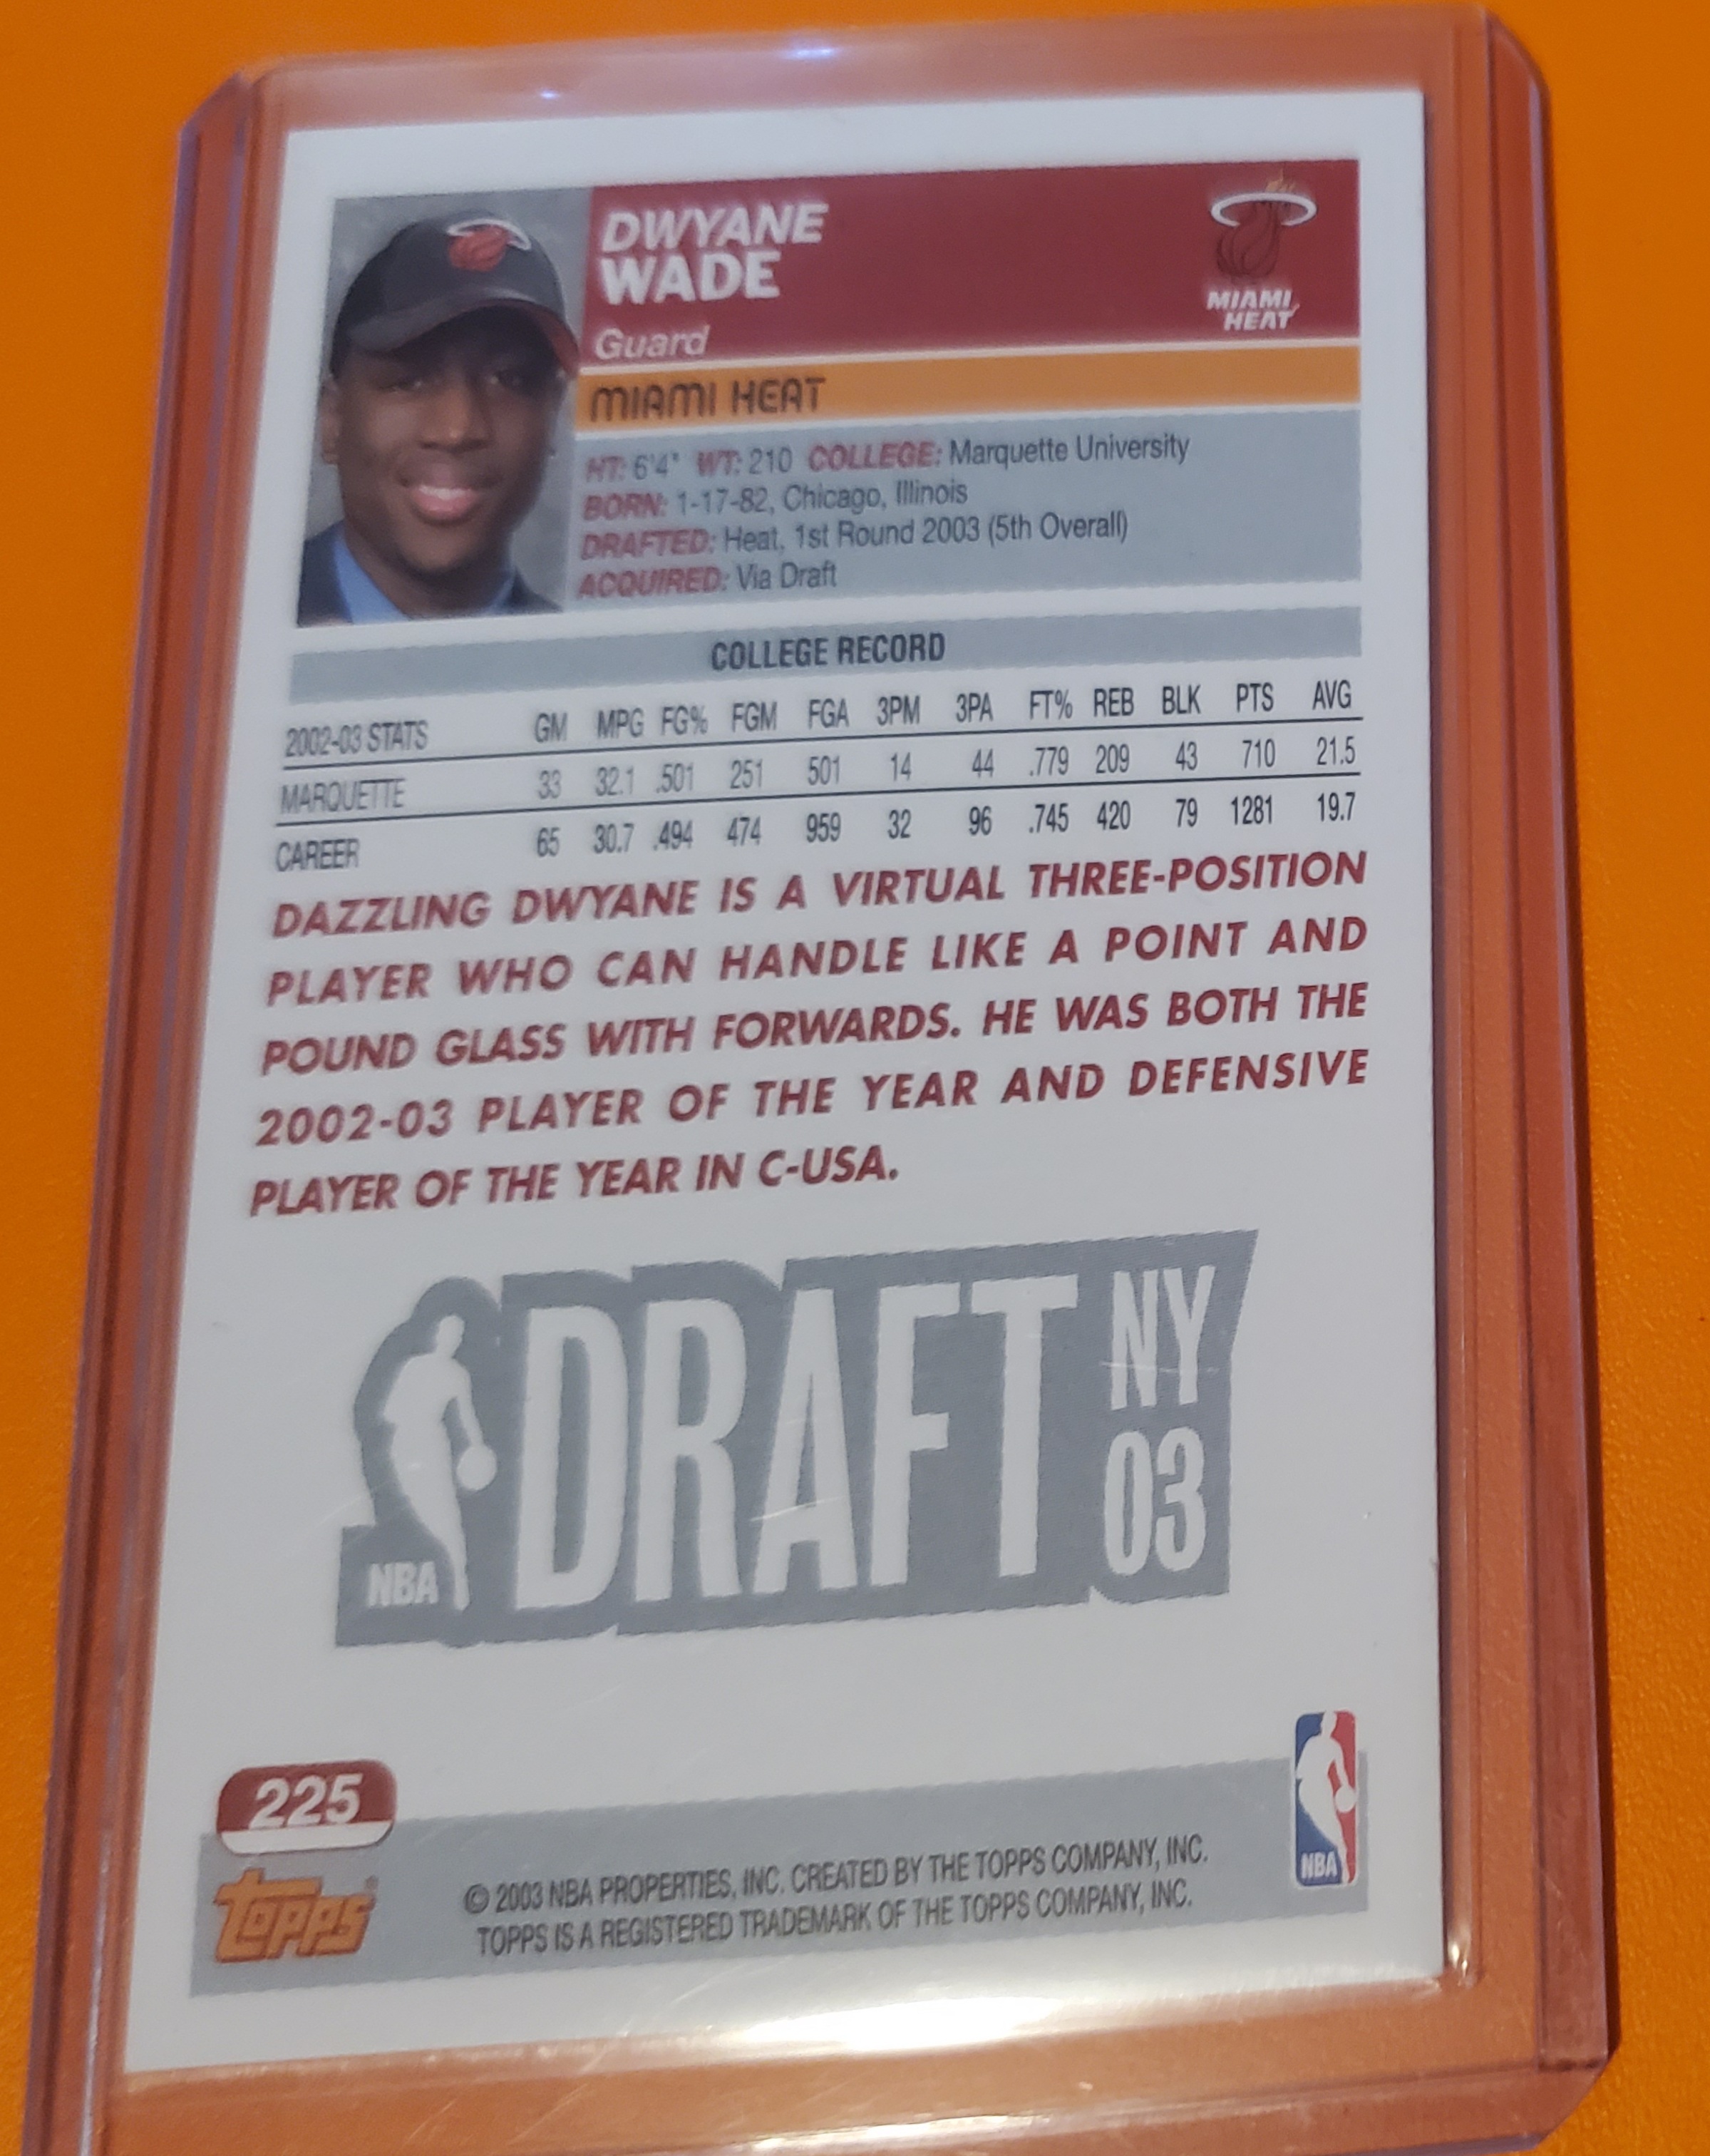 DWYANE
WADE
Guard
MIAMI
HEAT
MIAMI HEAT
HT: 6'4" WT: 210 COLLEGE: Marquette University
BORN: 1-17-82, Chicago, Illinois
DRAFTED: Heat, 1st Round 2003 (5th Overall)
ACQUIRED: Via Draft
COLLEGE RECORD
2002-03 STATS GM MPG FG% FGM FGA 3PM 3PA FT% REB BLK PTS AVG
MARQUETTE 33 32.1 .501 251 501 14 44 .779 209 43 710 21.5
CAREER 65 30.7 .494 474 959 32 96 .745 420 79 1281 19.7
DAZZLING DWYANE IS A VIRTUAL THREE-POSITION
PLAYER WHO CAN HANDLE LIKE A POINT AND
POUND GLASS WITH FORWARDS. HE WAS BOTH THE
2002-03 PLAYER OF THE YEAR AND DEFENSIVE
PLAYER OF THE YEAR IN C-USA.
NBA DRAFT NY
03
225
TOPPS®
© 2003 NBA PROPERTIES, INC. CREATED BY THE TOPPS COMPANY, INC.
TOPPS IS A REGISTERED TRADEMARK OF THE TOPPS COMPANY, INC.
NBA